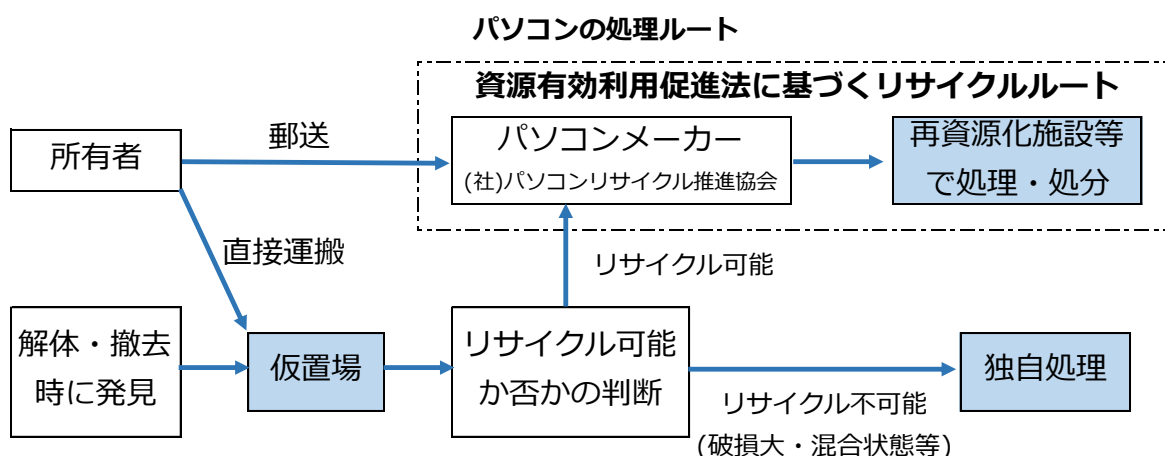 パソコンの処理ルート
資源有効利用促進法に基づくリサイクルルート
所有者
郵送
パソコンメーカー
(社)パソコンリサイクル推進協会
再資源化施設等
で処理・処分
直接運搬
リサイクル可能
解体・撤去
時に発見
仮置場
リサイクル可能
か否かの判断
独自処理
リサイクル不可能
(破損大・混合状態等)